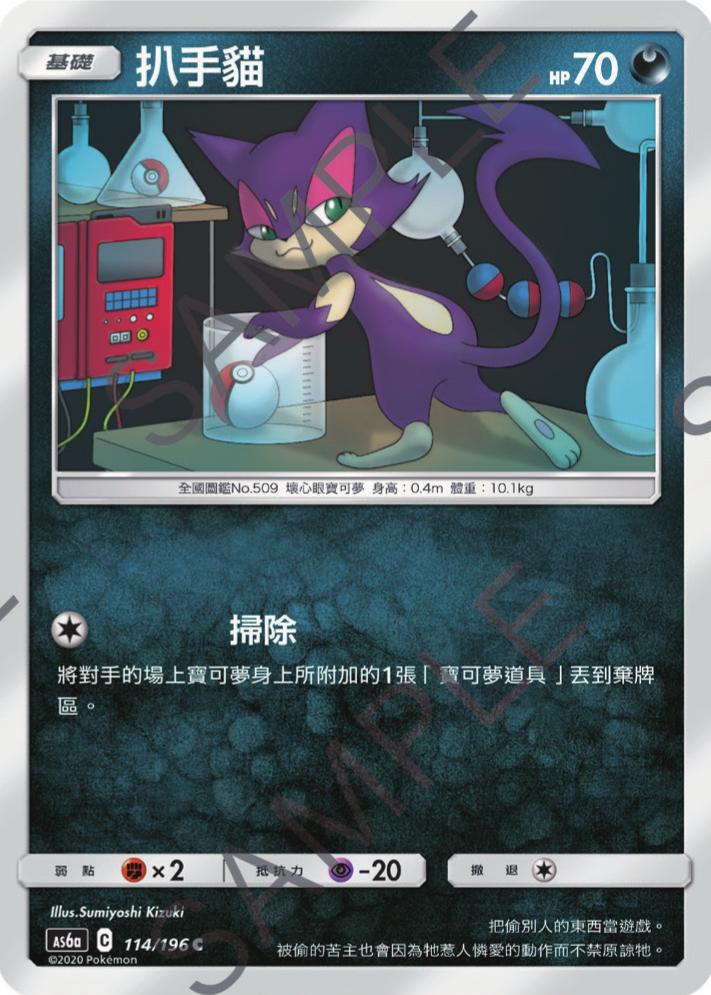 基礎 扒手貓 HP 70
全國圖鑑No.509 壞心眼寶可夢 身高：0.4m 體重：10.1kg
掃除
將對手的場上寶可夢身上所附加的1張「寶可夢道具」丟到棄牌
區。
弱點 ×2 抵抗力 -20 撤退
Illus.Sumiyoshi Kizuki
AS6a C 114/196 C
©2020 Pokémon
把偷別人的東西當遊戲。
被偷的苦主也會因為牠惹人憐愛的動作而不禁原諒牠。
SAMPLE
SAMPLE